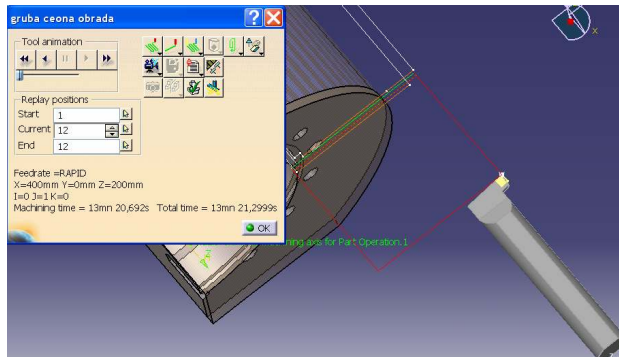 gruba ceona obrada
Tool animation
Replay positions
Start 1
Current 12
End 12
Feedrate =RAPID
X=400mm Y=0mm Z=200mm
I=0 J=1 K=0
Machining time = 13mn 20,692s Total time = 13mn 21,2999s
OK
ning axis for Part Operation.1
x